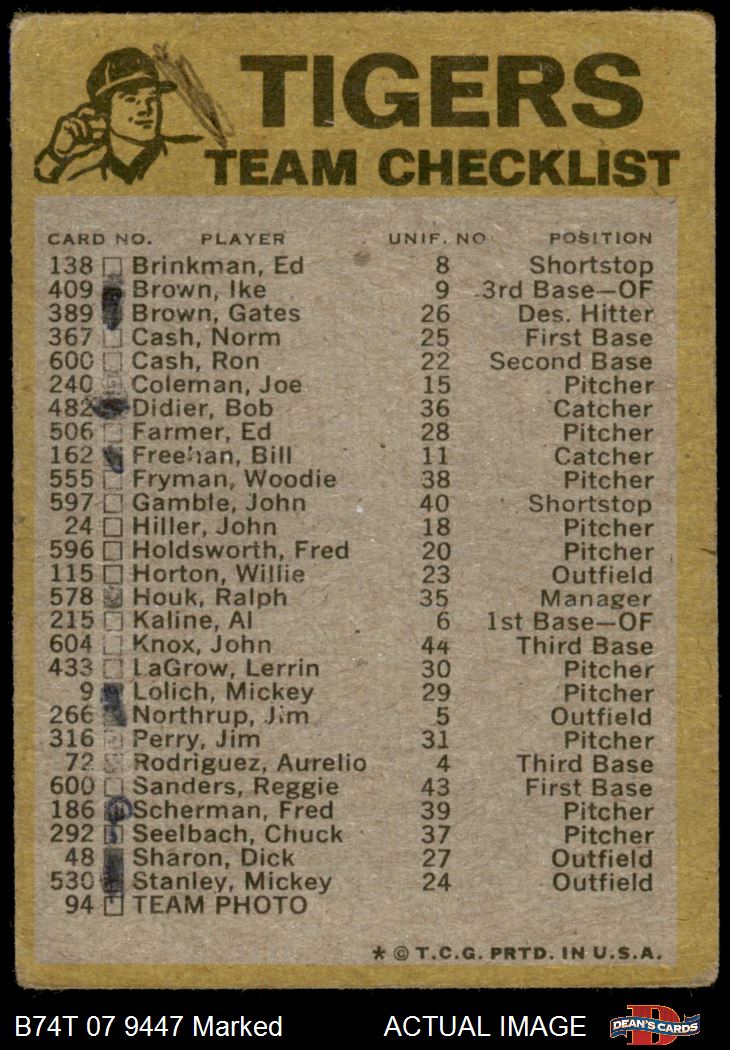 TIGERS
TEAM CHECKLIST
CARD NO. PLAYER UNIF. NO POSITION
138 Brinkman, Ed 8 Shortstop
409 Brown, Ike 9 3rd Base—OF
389 Brown, Gates 26 Des. Hitter
367 Cash, Norm 25 First Base
600 Cash, Ron 22 Second Base
240 Coleman, Joe 15 Pitcher
482 Didier, Bob 36 Catcher
506 Farmer, Ed 28 Pitcher
162 Freehan, Bill 11 Catcher
555 Fryman, Woodie 38 Pitcher
597 Gamble, John 40 Shortstop
24 Hiller, John 18 Pitcher
596 Holdsworth, Fred 20 Pitcher
115 Horton, Willie 23 Outfield
578 Houk, Ralph 35 Manager
215 Kaline, Al 6 1st Base—OF
604 Knox, John 44 Third Base
433 LaGrow, Lerrin 30 Pitcher
9 Lolich, Mickey 29 Pitcher
266 Northrup, Jim 5 Outfield
316 Perry, Jim 31 Pitcher
72 Rodriguez, Aurelio 4 Third Base
600 Sanders, Reggie 43 First Base
186 Scherman, Fred 39 Pitcher
292 Seelbach, Chuck 37 Pitcher
48 Sharon, Dick 27 Outfield
530 Stanley, Mickey 24 Outfield
94 TEAM PHOTO
* © T.C.G. PRTD. IN U.S.A.
B74T 07 9447 Marked ACTUAL IMAGE DEAN'S CARDS